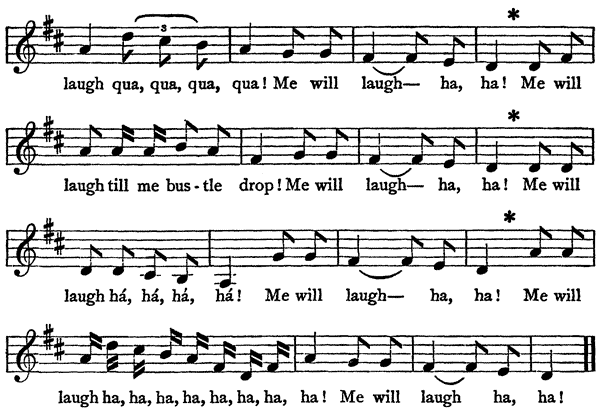 laugh qua, qua, qua, qua! Me will laugh— ha, ha! Me will
laugh till me bus-tle drop! Me will laugh— ha, ha! Me will
laugh há, há, há, há! Me will laugh— ha, ha! Me will
laugh ha, ha, ha, ha, ha, ha, ha, ha! Me will laugh ha, ha!